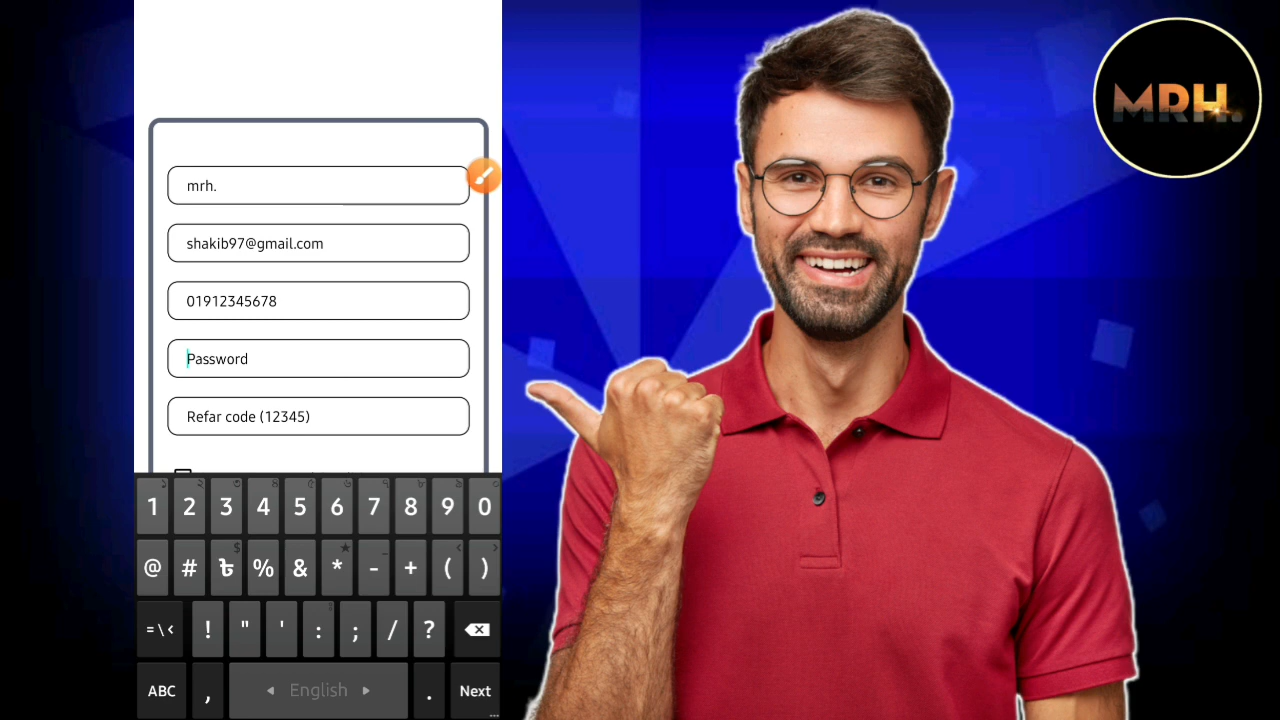 MRH.
mrh.
shakib97@gmail.com
01912345678
Password
Refar code (12345)
1 2 3 4 5 6 7 8 9 0
@ # ৳ % & * - + ( )
=\< ! " ' : ; / ?
ABC , English . Next